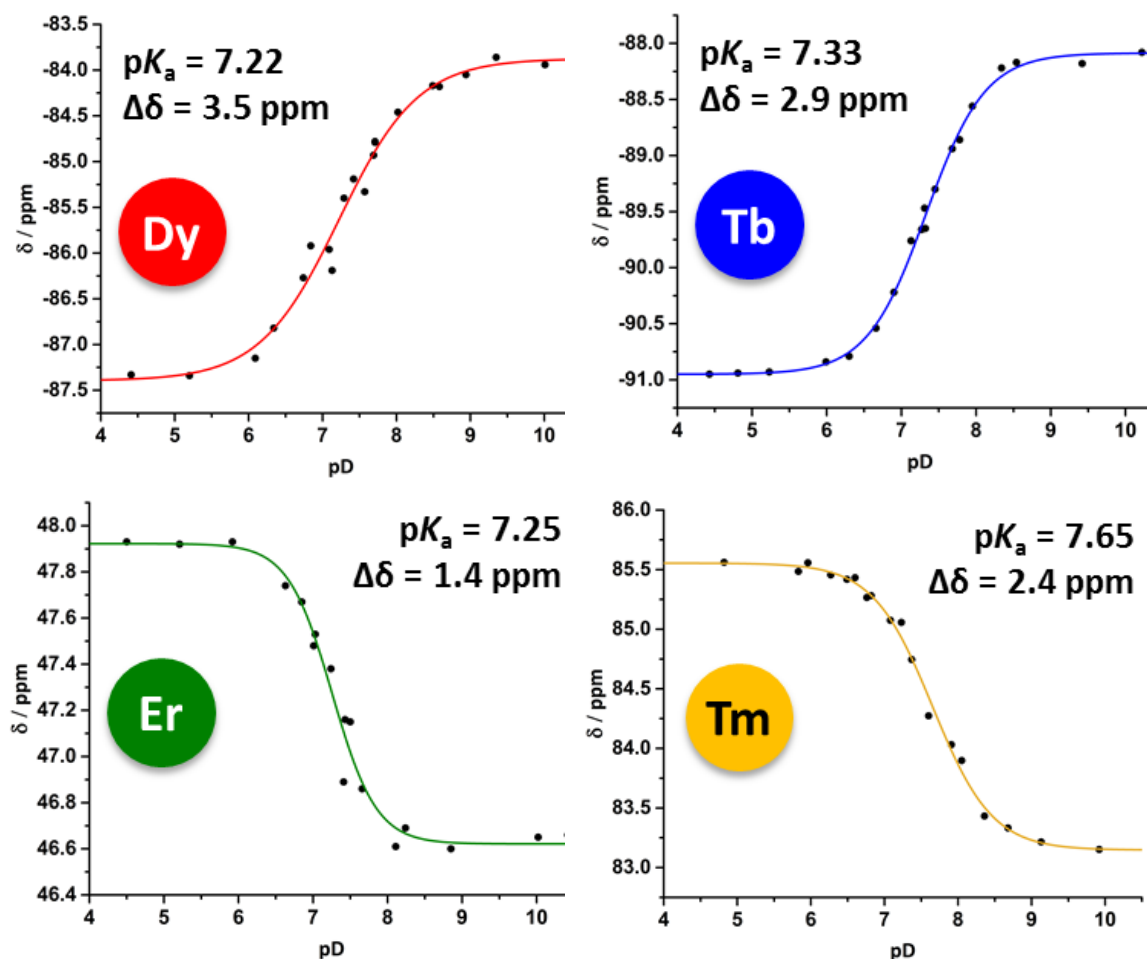 pKa = 7.22
Δδ = 3.5 ppm
Dy
δ / ppm
-83.5
-84.0
-84.5
-85.0
-85.5
-86.0
-86.5
-87.0
-87.5
4 5 6 7 8 9 10
pD
pKa = 7.33
Δδ = 2.9 ppm
Tb
δ / ppm
-88.0
-88.5
-89.0
-89.5
-90.0
-90.5
-91.0
4 5 6 7 8 9 10
pD
pKa = 7.25
Δδ = 1.4 ppm
Er
δ / ppm
48.0
47.8
47.6
47.4
47.2
47.0
46.8
46.6
46.4
4 5 6 7 8 9 10
pD
pKa = 7.65
Δδ = 2.4 ppm
Tm
δ / ppm
86.0
85.5
85.0
84.5
84.0
83.5
83.0
4 5 6 7 8 9 10
pD